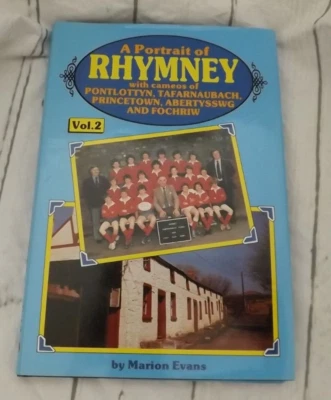 A Portrait of
RHYMNEY
with cameos of
PONTLOTTYN, TAFARNAUBACH,
PRINCETOWN, ABERTYSSWG
AND FOCHRIW
Vol.2
by Marion Evans